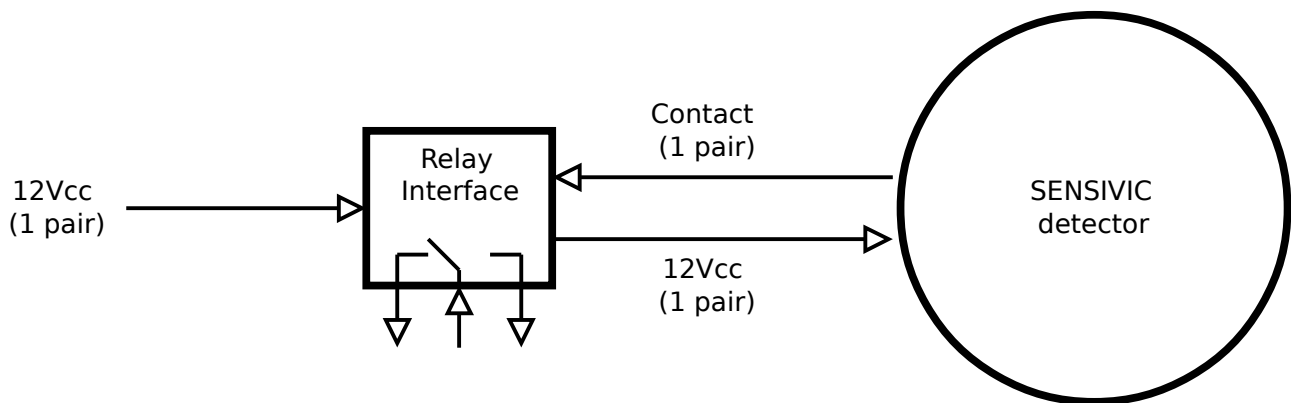 12Vcc
(1 pair)
Relay
Interface
Contact
(1 pair)
12Vcc
(1 pair)
SENSIVIC
detector